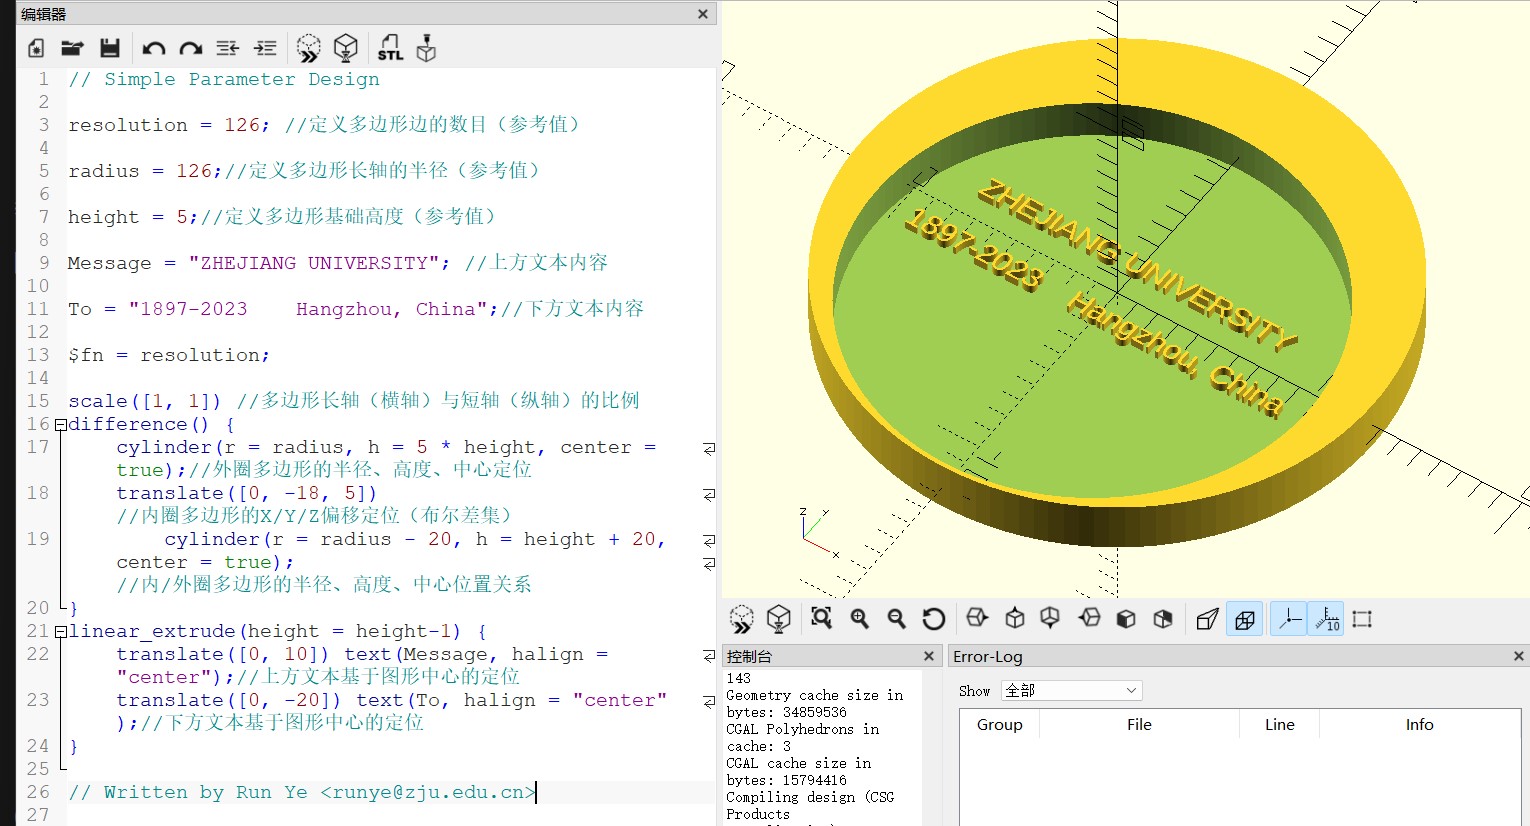 编辑器
STL
1 // Simple Parameter Design
2
3 resolution = 126; //定义多边形边的数目（参考值）
4
5 radius = 126;//定义多边形长轴的半径（参考值）
6
7 height = 5;//定义多边形基础高度（参考值）
8
9 Message = "ZHEJIANG UNIVERSITY"; //上方文本内容
10
11 To = "1897-2023    Hangzhou, China";//下方文本内容
12
13 $fn = resolution;
14
15 scale([1, 1]) //多边形长轴（横轴）与短轴（纵轴）的比例
16 difference() {
17 cylinder(r = radius, h = 5 * height, center =
true);//外圈多边形的半径、高度、中心定位
18 translate([0, -18, 5])
//内圈多边形的X/Y/Z偏移定位（布尔差集）
19 cylinder(r = radius - 20, h = height + 20,
center = true);
//内/外圈多边形的半径、高度、中心位置关系
20 }
21 linear_extrude(height = height-1) {
22 translate([0, 10]) text(Message, halign =
"center");//上方文本基于图形中心的定位
23 translate([0, -20]) text(To, halign = "center"
);//下方文本基于图形中心的定位
24 }
25
26 // Written by Run Ye <runye@zju.edu.cn>
27
ZHEJIANG UNIVERSITY
1897-2023 Hangzhou, China
z
y
x
10
控制台
143
Geometry cache size in
bytes: 34859536
CGAL Polyhedrons in
cache: 3
CGAL cache size in
bytes: 15794416
Compiling design (CSG
Products
Error-Log
Show 全部
Group File Line Info